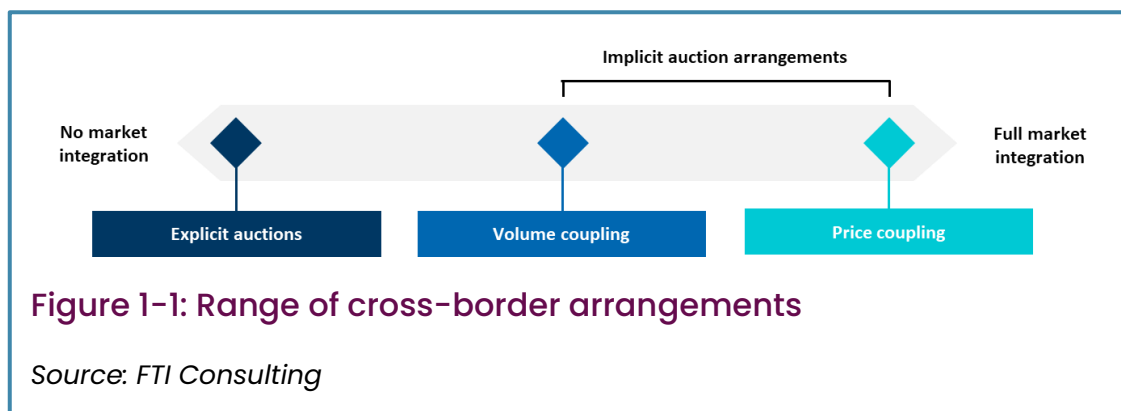 Implicit auction arrangements
No market
integration
Full market
integration
Explicit auctions
Volume coupling
Price coupling
Figure 1-1: Range of cross-border arrangements
Source: FTI Consulting